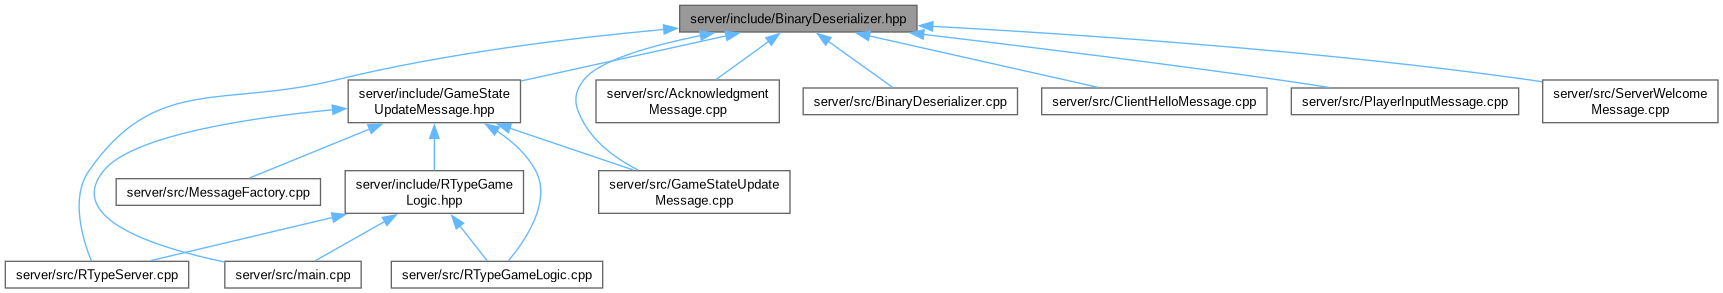 server/include/BinaryDeserializer.hpp
server/include/GameState
UpdateMessage.hpp
server/src/Acknowledgment
Message.cpp
server/src/BinaryDeserializer.cpp
server/src/ClientHelloMessage.cpp
server/src/PlayerInputMessage.cpp
server/src/ServerWelcome
Message.cpp
server/src/MessageFactory.cpp
server/include/RTypeGame
Logic.hpp
server/src/GameStateUpdate
Message.cpp
server/src/RTypeServer.cpp
server/src/main.cpp
server/src/RTypeGameLogic.cpp